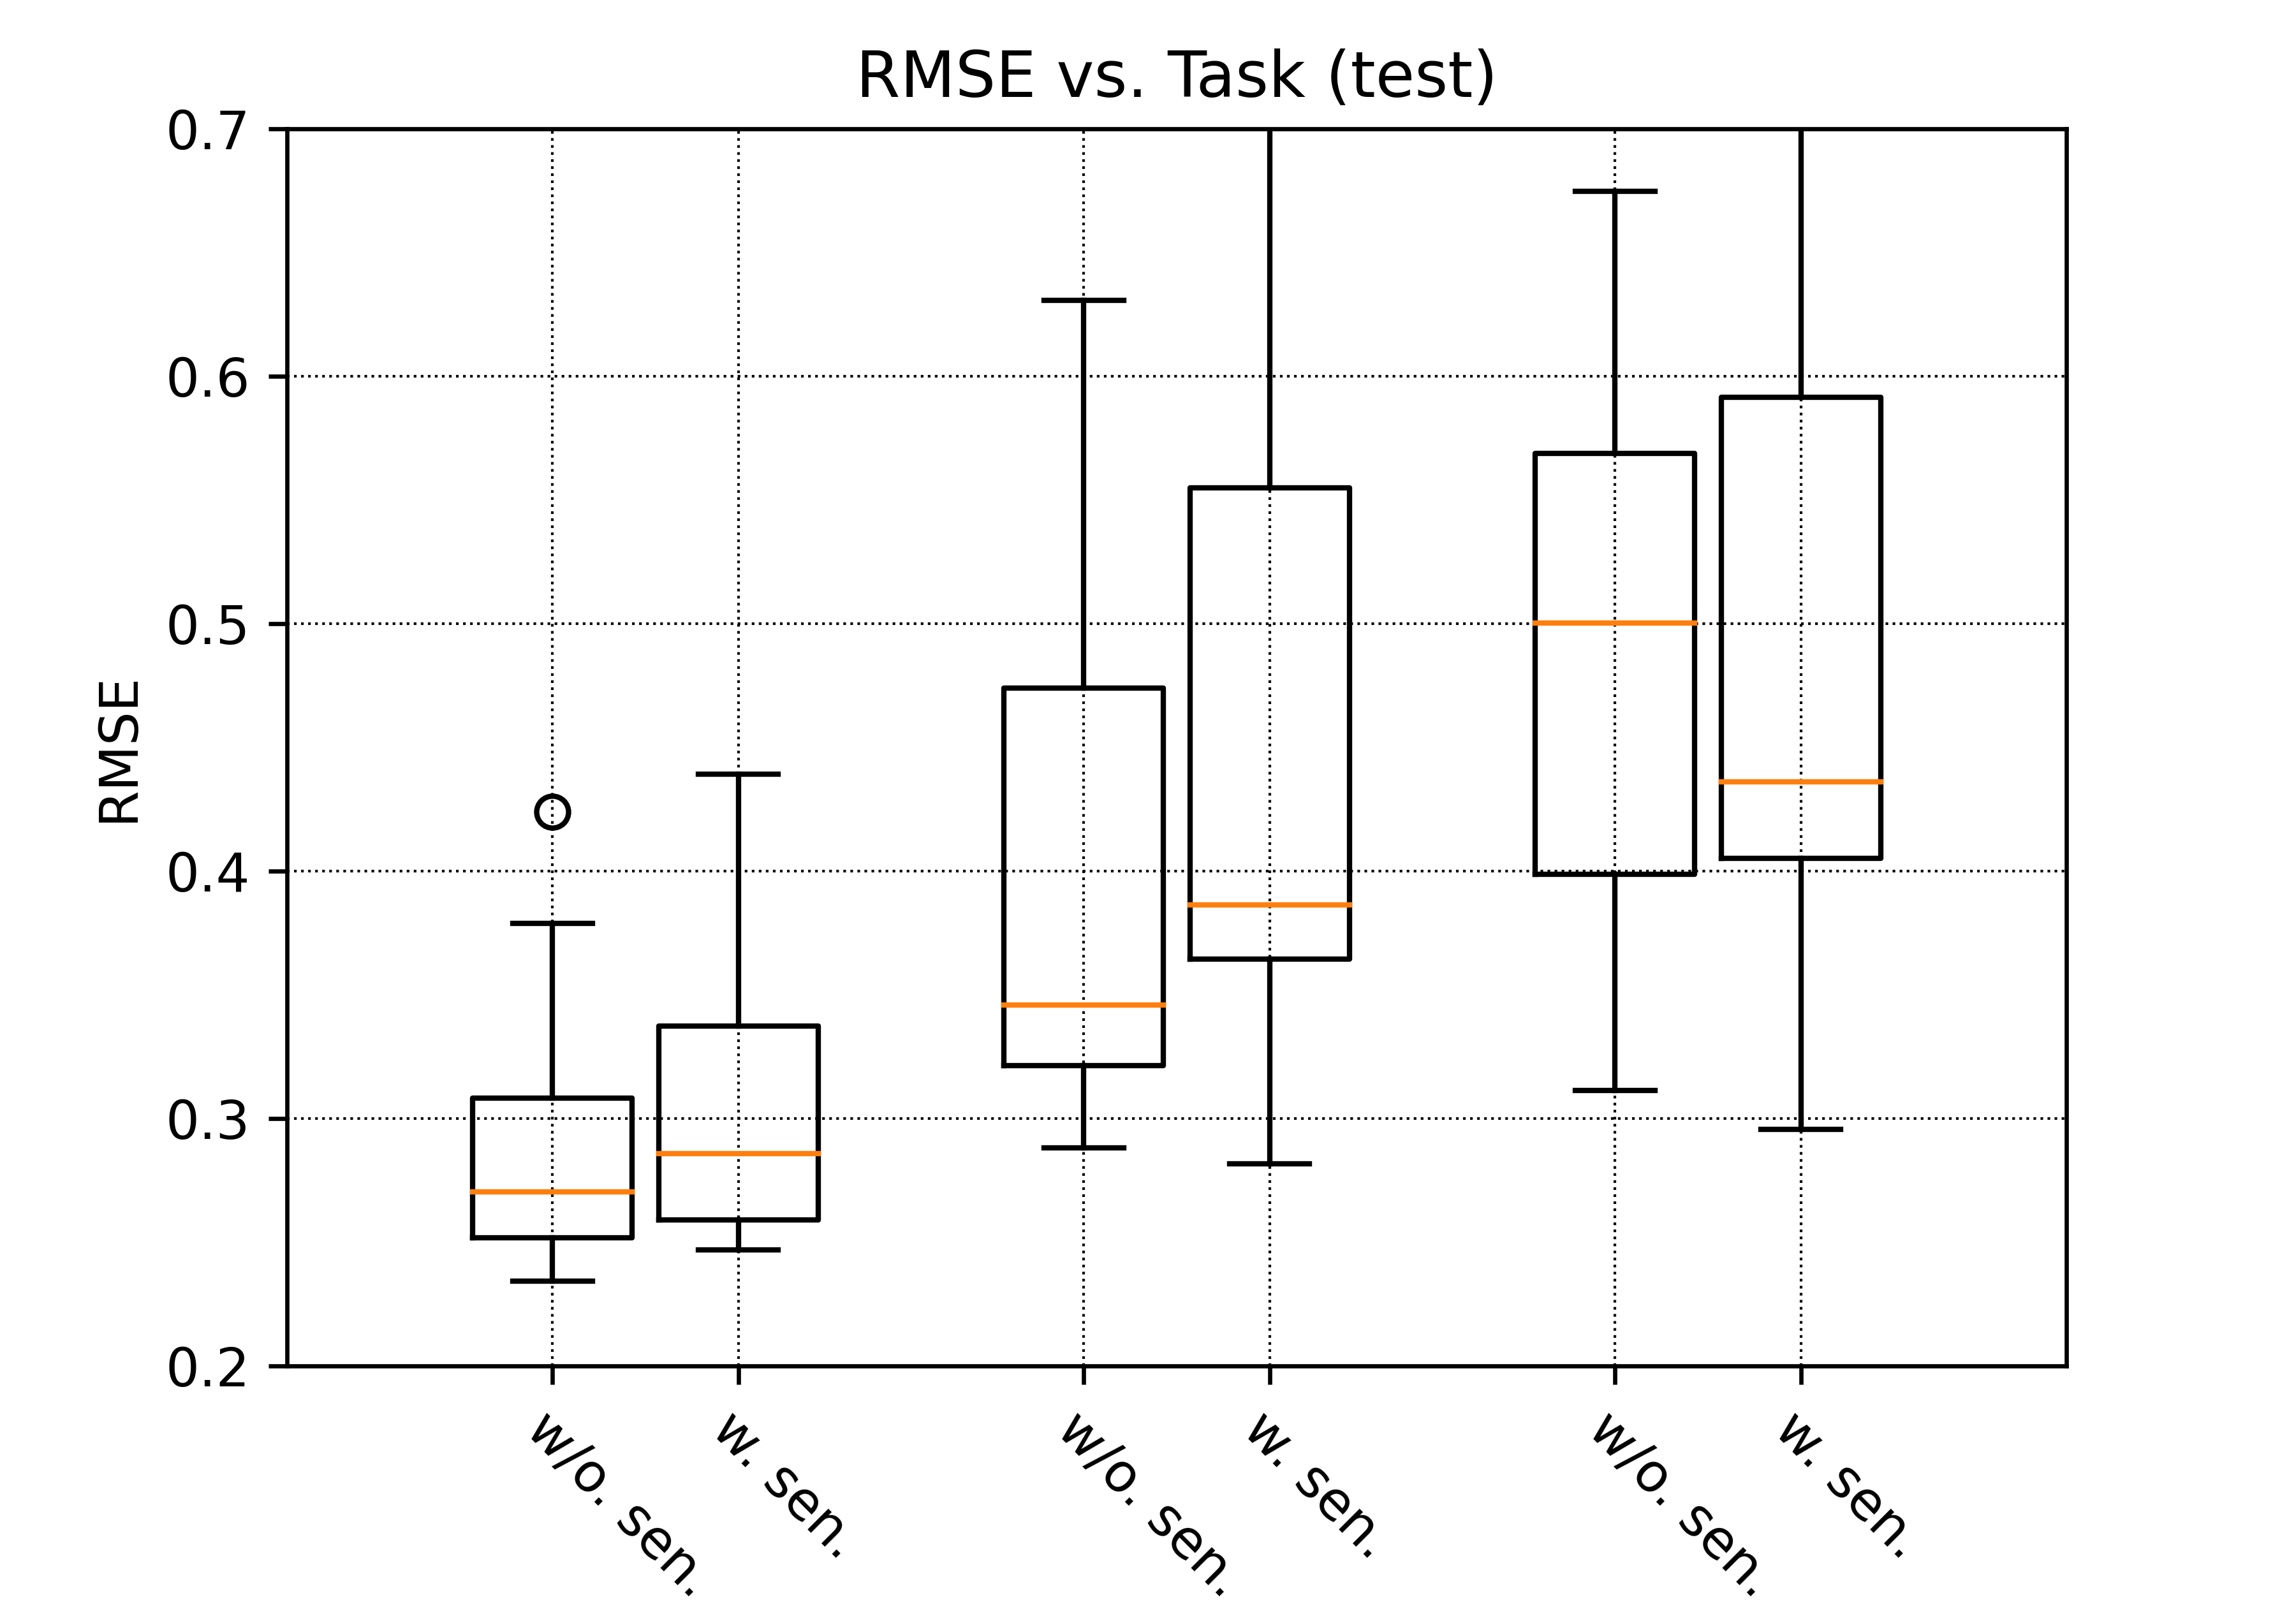 RMSE vs. Task (test)
0.7
0.6
0.5
0.4
0.3
0.2
RMSE
w/o. sen.
w. sen.
w/o. sen.
w. sen.
w/o. sen.
w. sen.